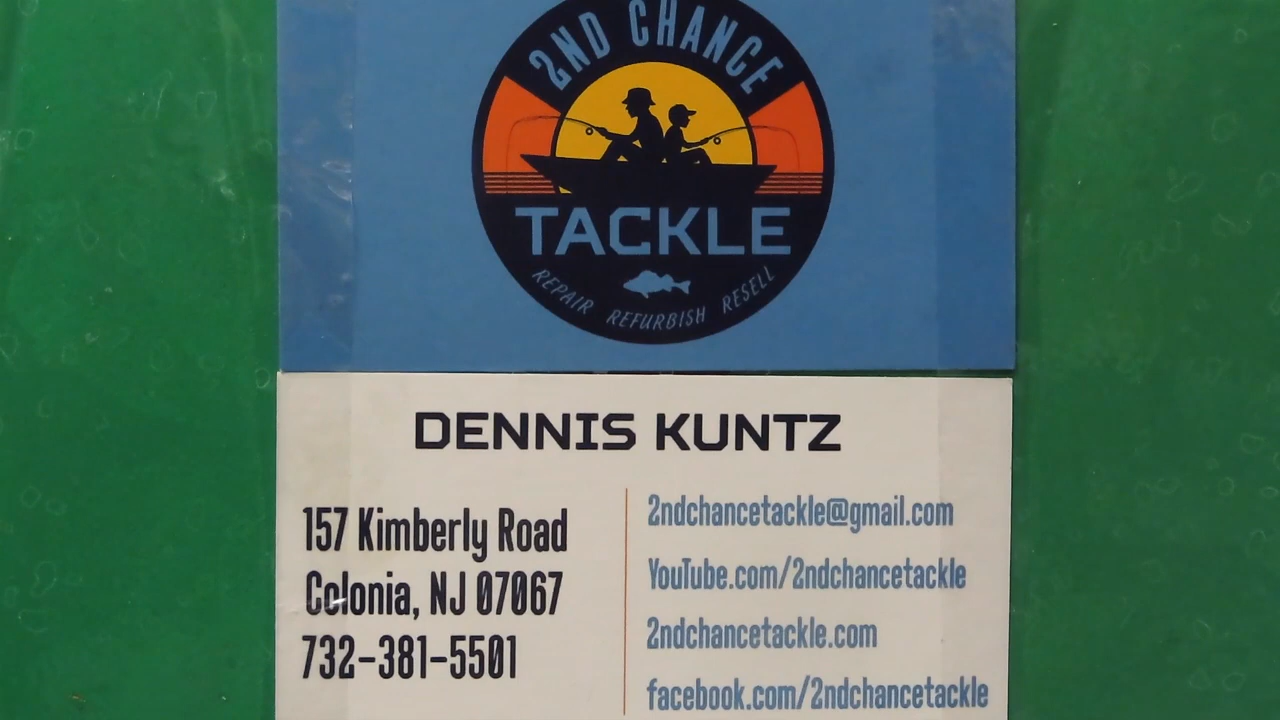 2ND CHANCE
TACKLE
REPAIR REFURBISH RESELL
DENNIS KUNTZ
157 Kimberly Road
Colonia, NJ 07067
732-381-5501
2ndchancetackle@gmail.com
YouTube.com/2ndchancetackle
2ndchancetackle.com
facebook.com/2ndchancetackle